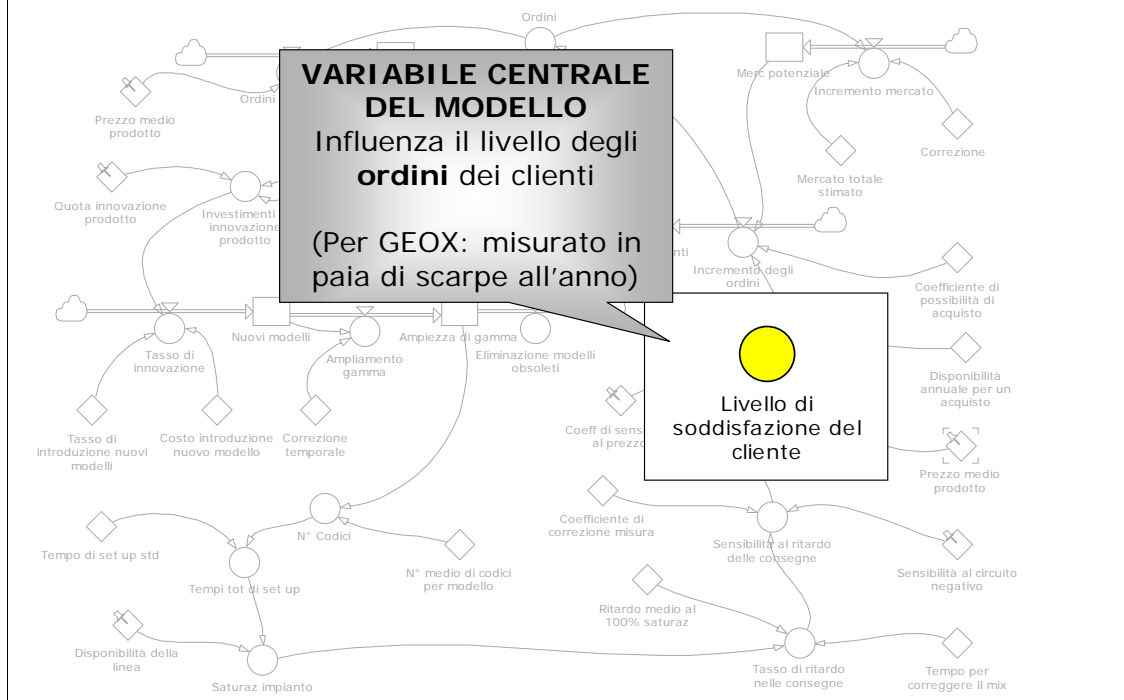 Ordini
Merc potenziale
Incremento mercato
Ordini
Prezzo medio
prodotto
Correzione
Mercato totale
stimato
VARIABILE CENTRALE
DEL MODELLO
Influenza il livello degli
ordini dei clienti
(Per GEOX: misurato in
paia di scarpe all'anno)
Quota innovazione
prodotto
Investimenti
innovazione
prodotto
nti
Incremento degli
ordini
Coefficiente di
possibilità di
acquisto
Nuovi modelli
Ampiezza di gamma
Tasso di
innovazione
Ampliamento
gamma
Eliminazione modelli
obsoleti
Disponibilità
annuale per un
acquisto
Livello di
soddisfazione del
cliente
Tasso di
introduzione nuovi
modelli
Costo introduzione
nuovo modello
Correzione
temporale
Coeff di sens
al prezzo
Prezzo medio
prodotto
Coefficiente di
correzione misura
N° Codici
Tempo di set up std
Sensibilità al ritardo
delle consegne
N° medio di codici
per modello
Sensibilità al circuito
negativo
Tempi tot di set up
Ritardo medio al
100% saturaz
Disponibilità della
linea
Saturaz impianto
Tasso di ritardo
nelle consegne
Tempo per
correggere il mix